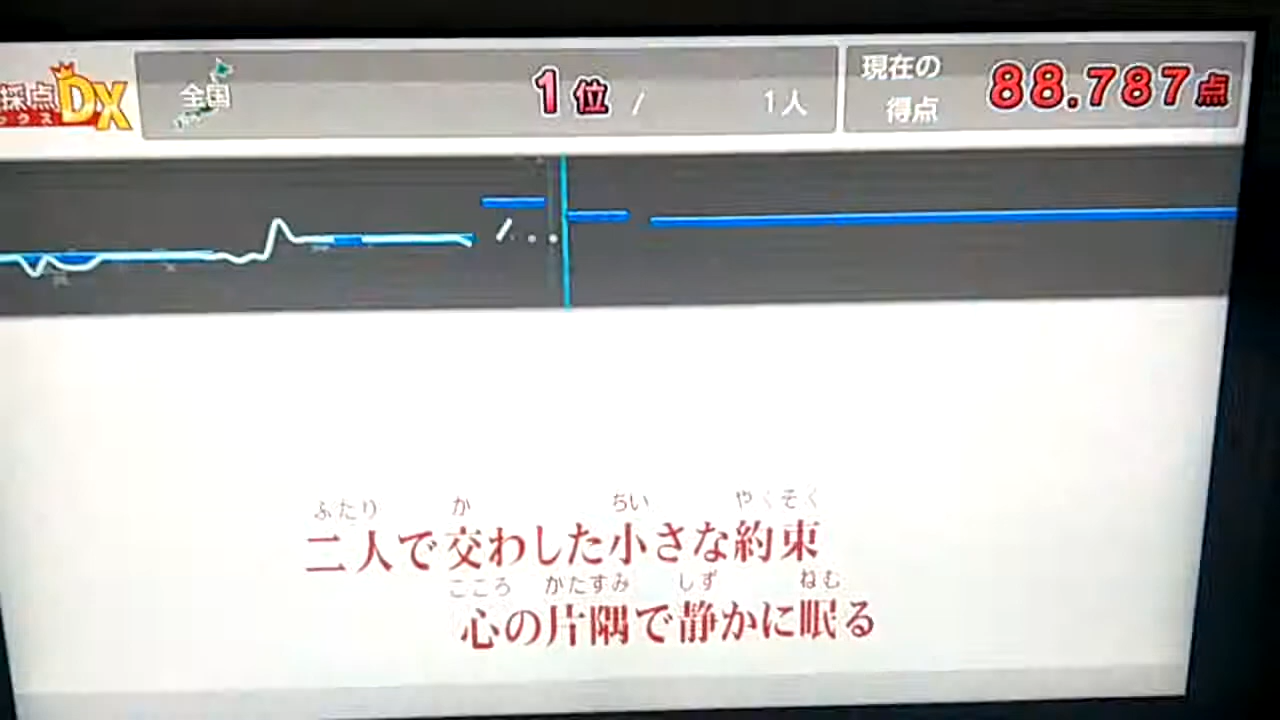 採点DX
ックス
全国
1位 / 1人
現在の
得点
88.787点
ふたり か ちい やくそく
二人で交わした小さな約束
こころ かたすみ しず ねむ
心の片隅で静かに眠る